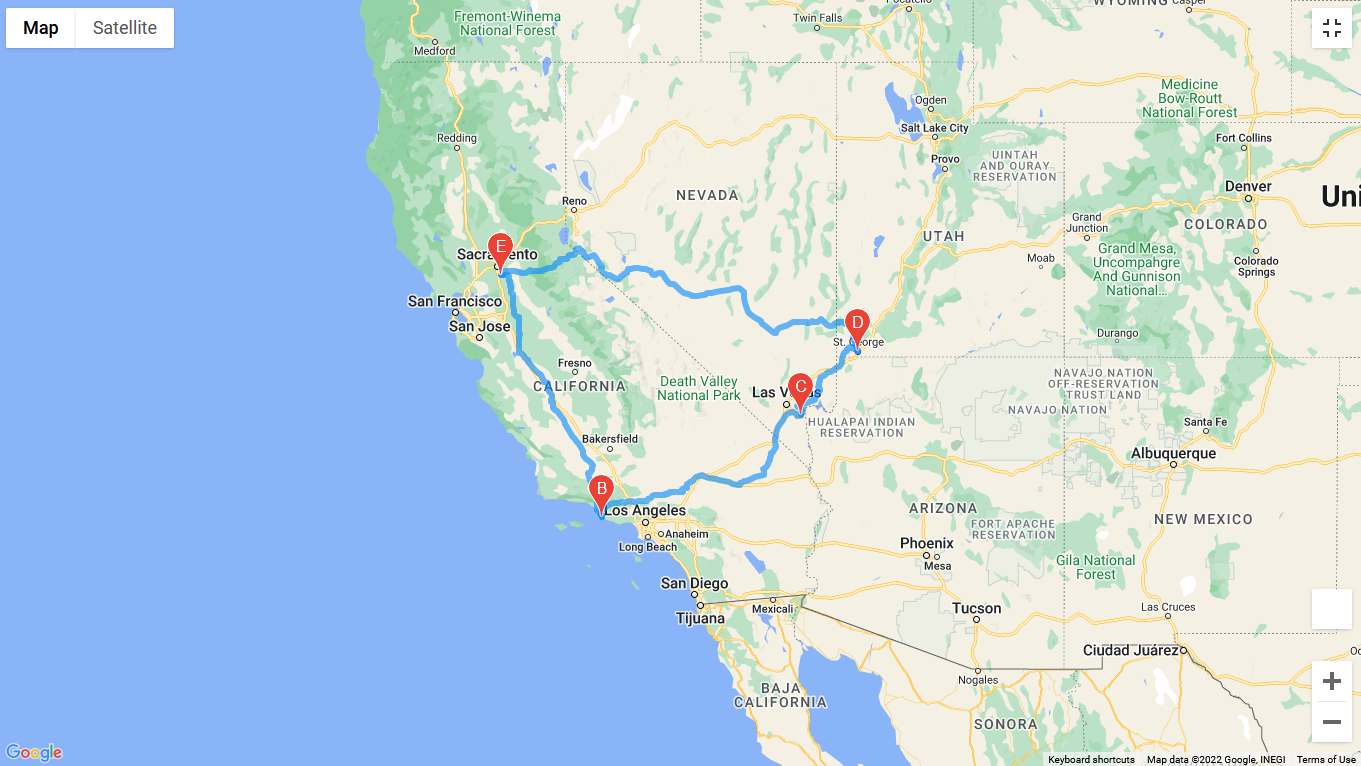 Map
Satellite
Fremont-Winema
National Forest
Medford
Twin Falls
Pocatello
WYOMING
Casper
Redding
Ogden
Salt Lake City
Provo
UINTAH
AND OURAY
RESERVATION
Medicine
Bow-Routt
National Forest
Fort Collins
Denver
Uni
COLORADO
Reno
NEVADA
UTAH
Grand
Junction
Grand Mesa,
Uncompahgre
And Gunnison
National...
Moab
Colorado
Springs
E
Sacramento
San Francisco
San Jose
D
St. George
Durango
Fresno
CALIFORNIA
Death Valley
National Park
Las Vegas
C
NAVAJO NATION
OFF-RESERVATION
TRUST LAND
NAVAJO NATION
HUALAPAI INDIAN
RESERVATION
Santa Fe
Albuquerque
Bakersfield
B
Los Angeles
Anaheim
Long Beach
ARIZONA
FORT APACHE
RESERVATION
NEW MEXICO
Phoenix
Mesa
Gila National
Forest
San Diego
Tijuana
Mexicali
Tucson
Las Cruces
Ciudad Juárez
Nogales
BAJA
CALIFORNIA
SONORA
Google
Keyboard shortcuts
Map data ©2022 Google, INEGI
Terms of Use